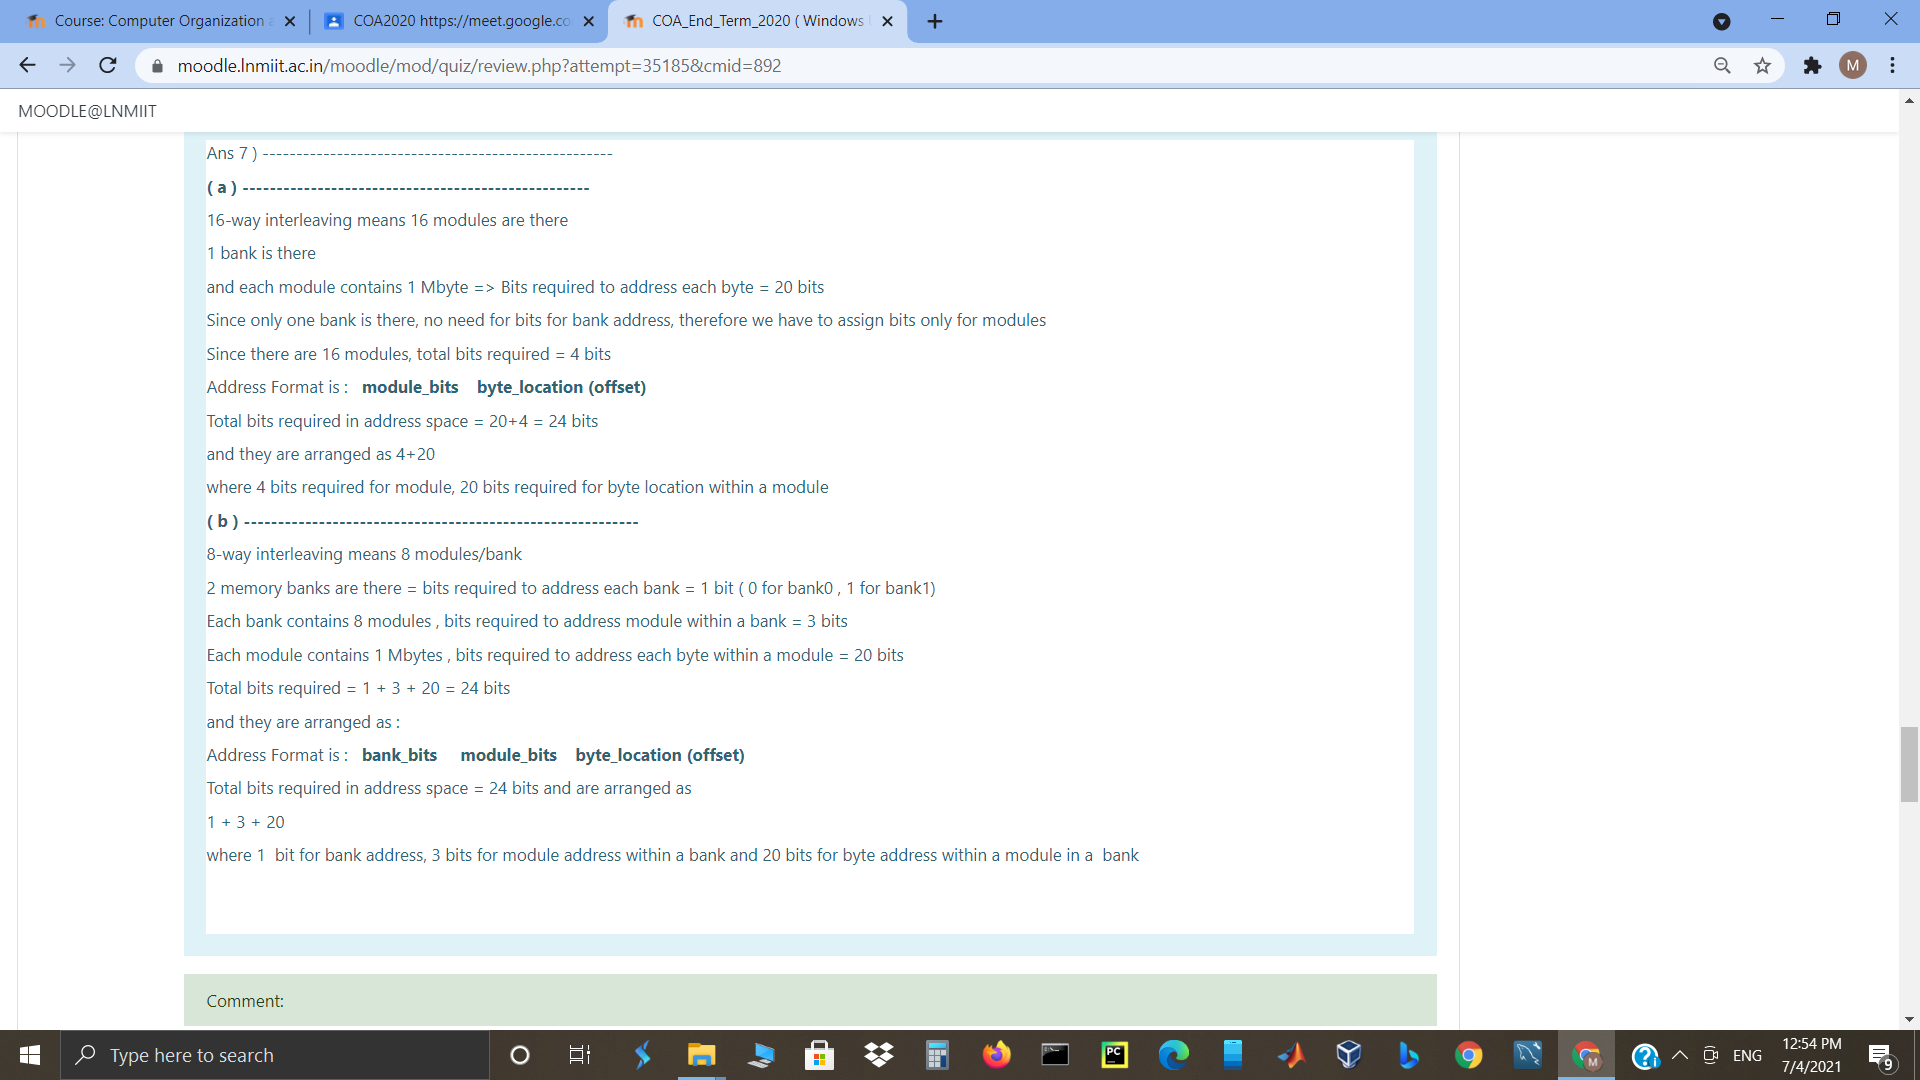 Course: Computer Organization a
COA2020 https://meet.google.co
COA_End_Term_2020 ( Windows
moodle.lnmiit.ac.in/moodle/mod/quiz/review.php?attempt=35185&cmid=892
M
MOODLE@LNMIIT
Ans 7 ) ----------------------------------------------------
( a ) ---------------------------------------------------
16-way interleaving means 16 modules are there
1 bank is there
and each module contains 1 Mbyte => Bits required to address each byte = 20 bits
Since only one bank is there, no need for bits for bank address, therefore we have to assign bits only for modules
Since there are 16 modules, total bits required = 4 bits
Address Format is : module_bits byte_location (offset)
Total bits required in address space = 20+4 = 24 bits
and they are arranged as 4+20
where 4 bits required for module, 20 bits required for byte location within a module
( b ) ----------------------------------------------------------
8-way interleaving means 8 modules/bank
2 memory banks are there = bits required to address each bank = 1 bit ( 0 for bank0 , 1 for bank1)
Each bank contains 8 modules , bits required to address module within a bank = 3 bits
Each module contains 1 Mbytes , bits required to address each byte within a module = 20 bits
Total bits required = 1 + 3 + 20 = 24 bits
and they are arranged as :
Address Format is : bank_bits module_bits byte_location (offset)
Total bits required in address space = 24 bits and are arranged as
1 + 3 + 20
where 1 bit for bank address, 3 bits for module address within a bank and 20 bits for byte address within a module in a bank
Comment:
Type here to search
PC
M
ENG
12:54 PM
7/4/2021
9